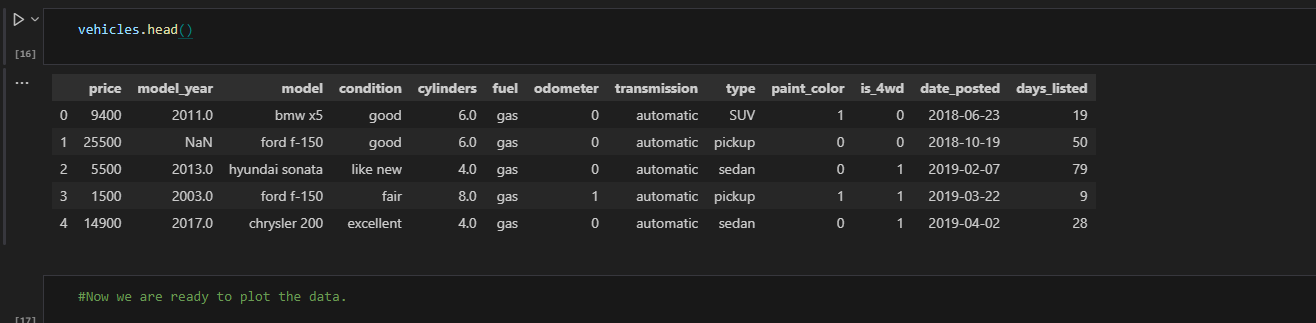 vehicles.head()
[16]
...
price model_year model condition cylinders fuel odometer transmission type paint_color is_4wd date_posted days_listed
0 9400 2011.0 bmw x5 good 6.0 gas 0 automatic SUV 1 0 2018-06-23 19
1 25500 NaN ford f-150 good 6.0 gas 0 automatic pickup 0 0 2018-10-19 50
2 5500 2013.0 hyundai sonata like new 4.0 gas 0 automatic sedan 0 1 2019-02-07 79
3 1500 2003.0 ford f-150 fair 8.0 gas 1 automatic pickup 1 1 2019-03-22 9
4 14900 2017.0 chrysler 200 excellent 4.0 gas 0 automatic sedan 0 1 2019-04-02 28
#Now we are ready to plot the data.
[17]